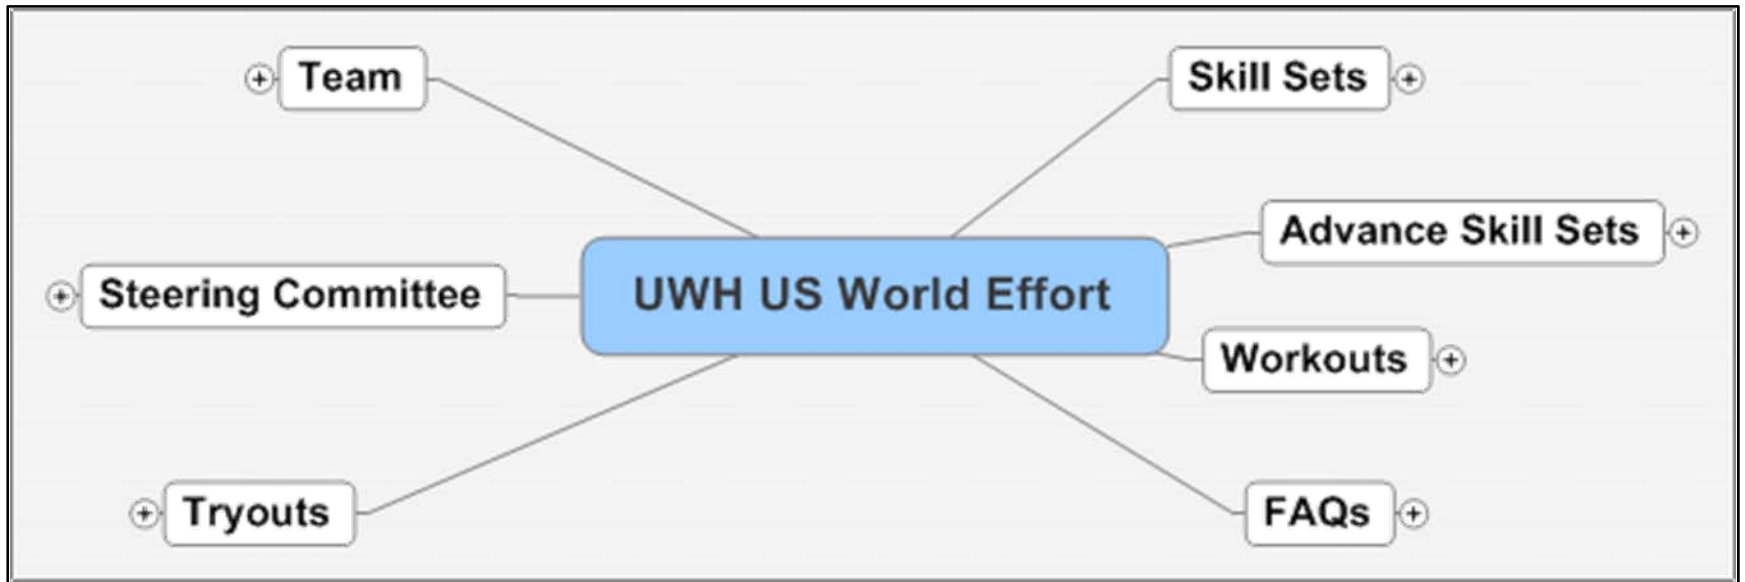 Team
Skill Sets
Advance Skill Sets
Steering Committee
UWH US World Effort
Workouts
Tryouts
FAQs